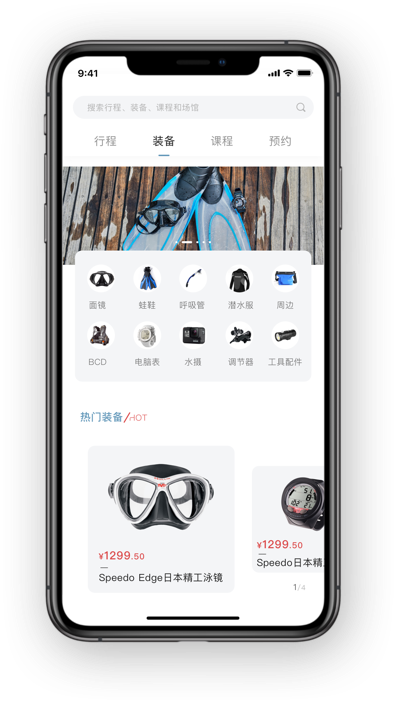 9:41
搜索行程、装备、课程和场馆
行程 装备 课程 预约
面镜 蛙鞋 呼吸管 潜水服 周边
BCD 电脑表 水摄 调节器 工具配件
热门装备/HOT
¥1299.50 ¥1299.50
Speedo Edge日本精工泳镜 Speedo日本精
1/4